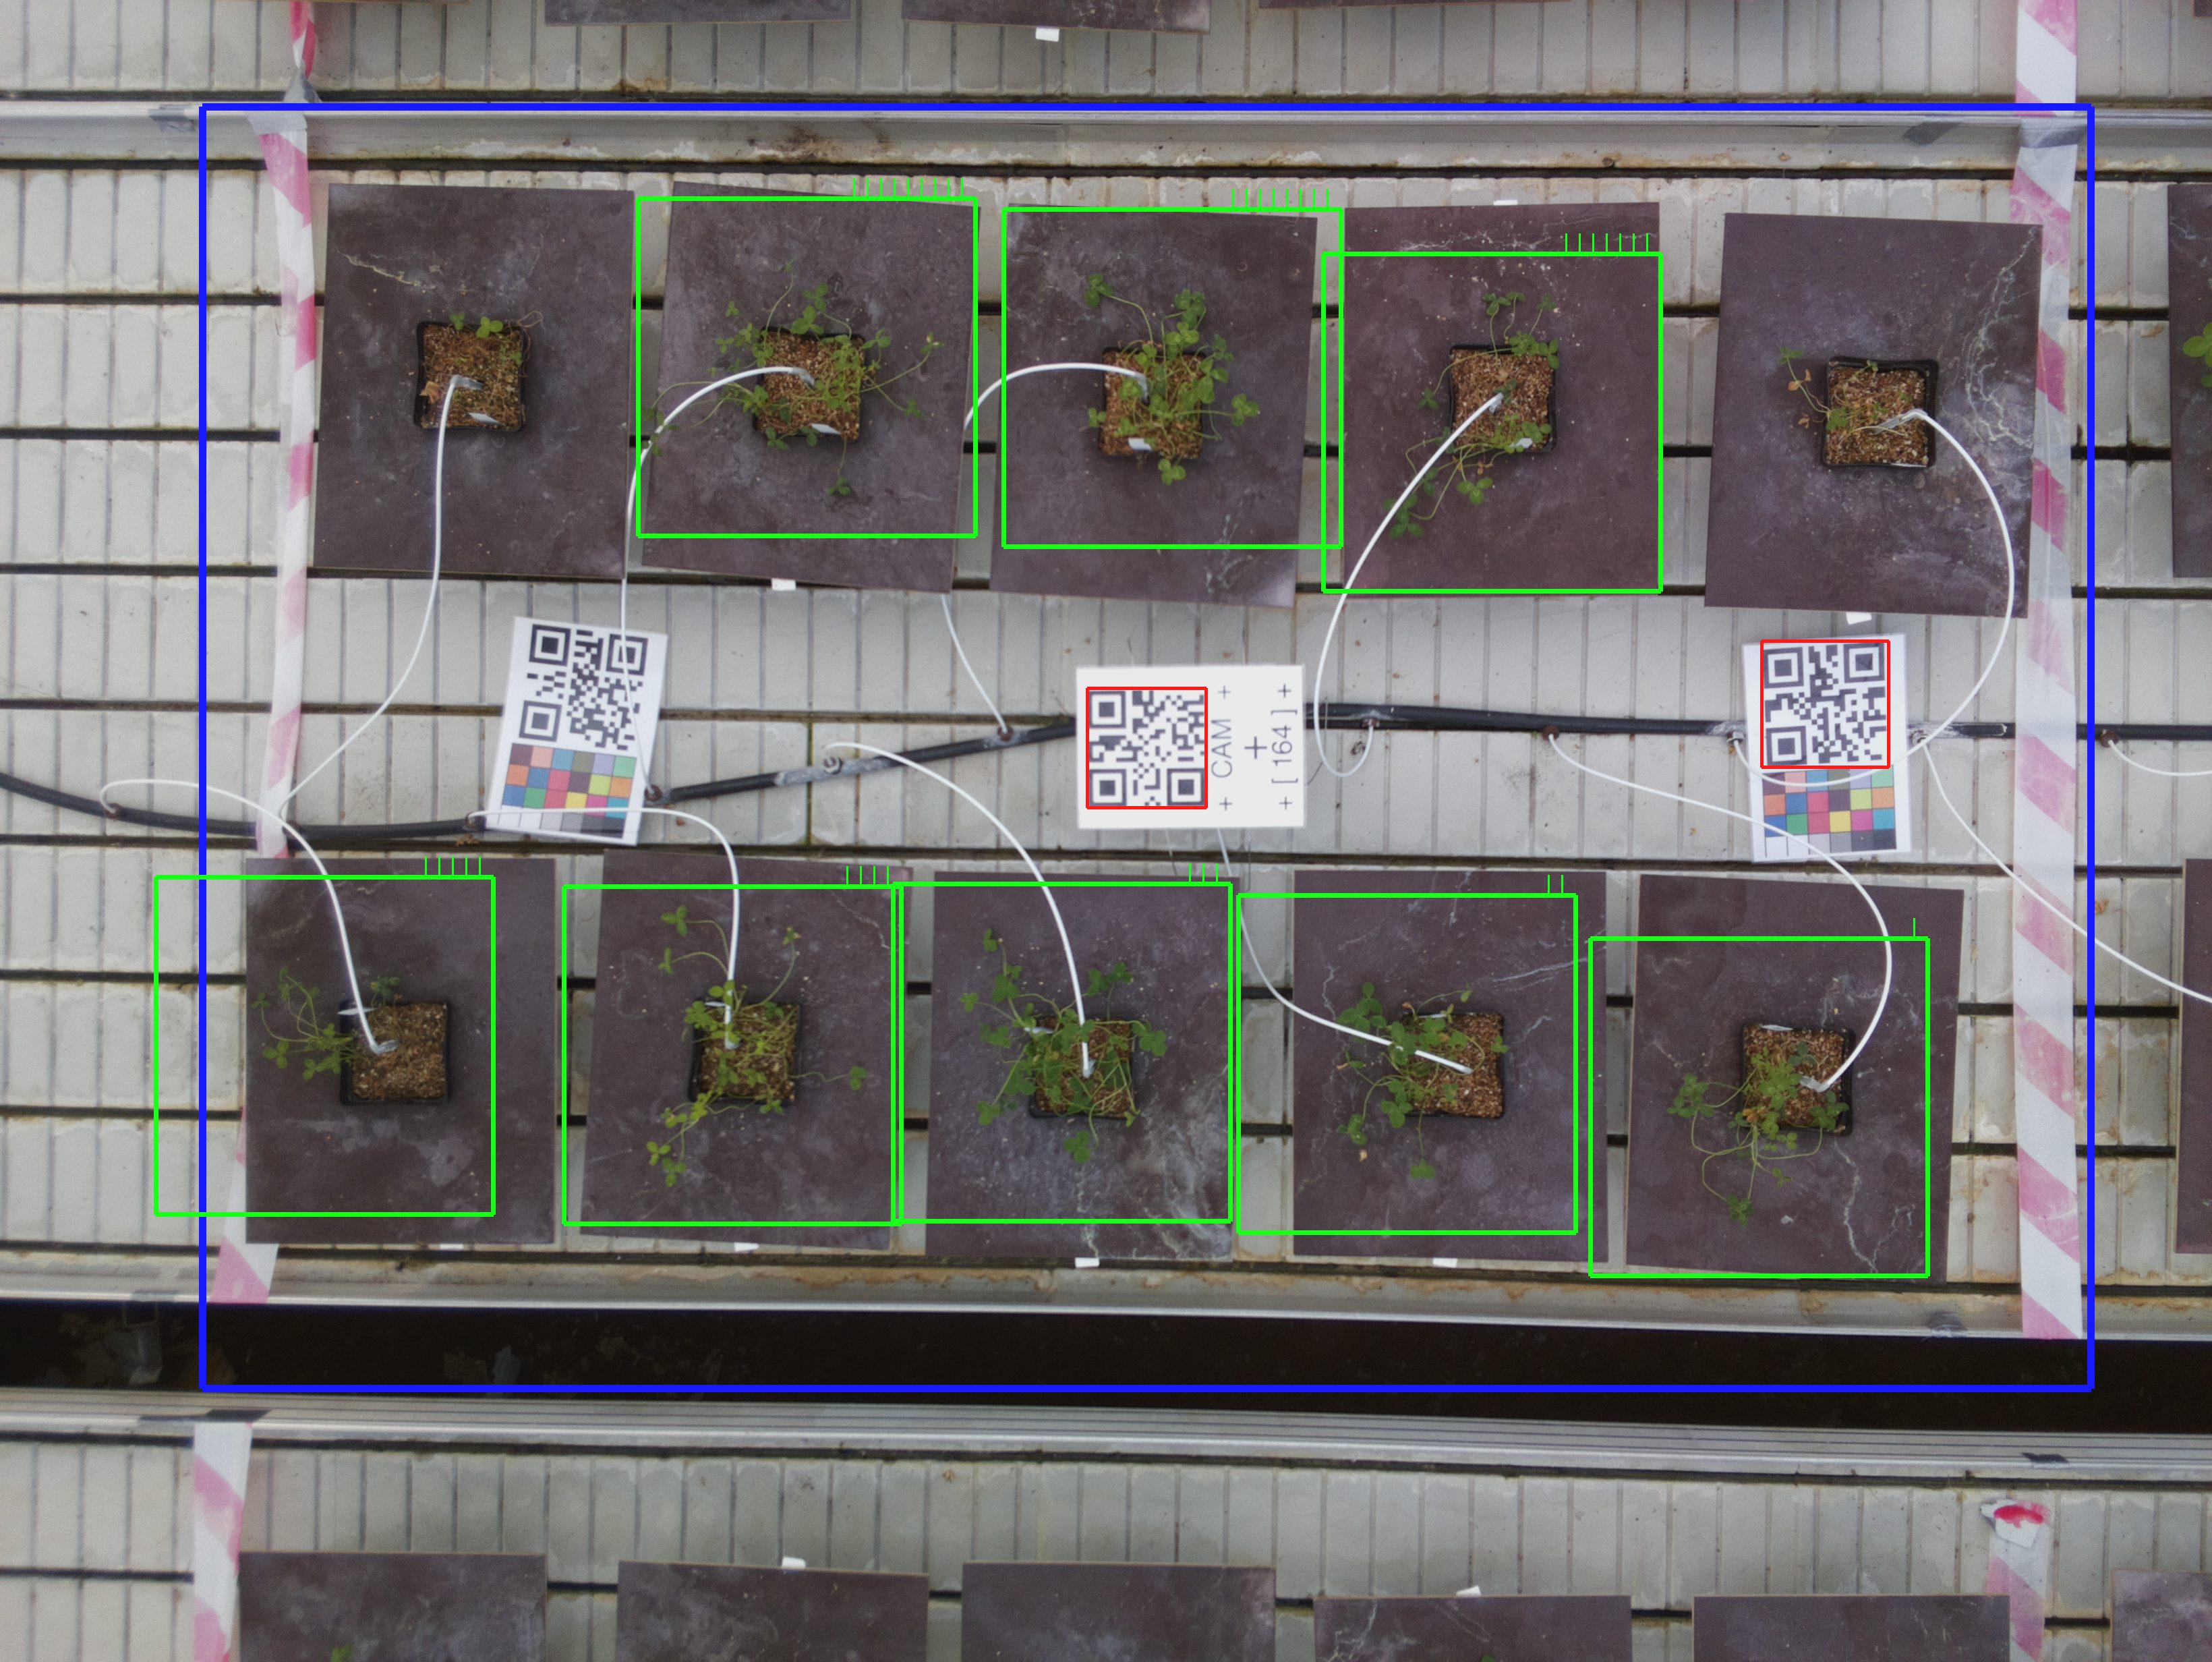 + CAM +
+
+ [ 164 ] +